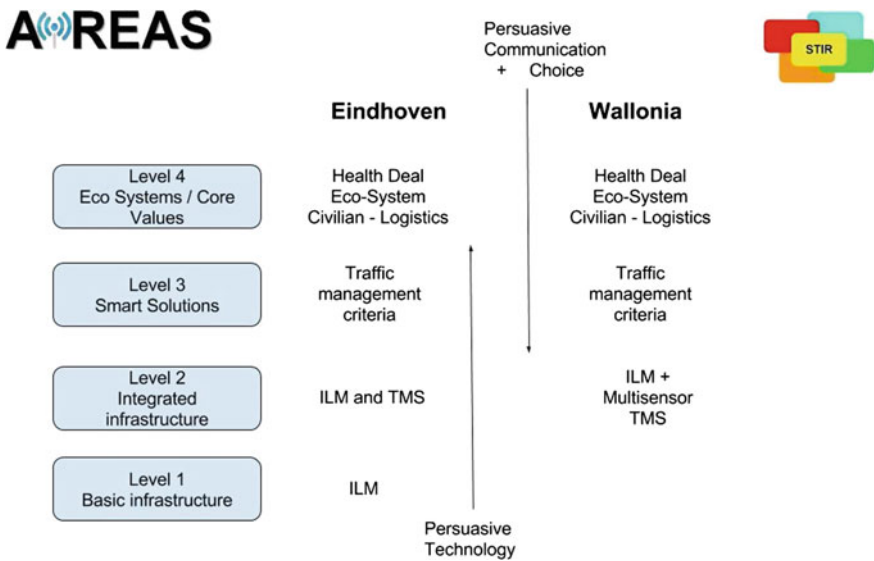 AiREAS
Persuasive
Communication
+ Choice
STIR
Eindhoven
Wallonia
Level 4
Eco Systems / Core
Values
Health Deal
Eco-System
Civilian - Logistics
Health Deal
Eco-System
Civilian - Logistics
Level 3
Smart Solutions
Traffic
management
criteria
Traffic
management
criteria
Level 2
Integrated
infrastructure
ILM and TMS
ILM +
Multisensor
TMS
Level 1
Basic infrastructure
ILM
Persuasive
Technology